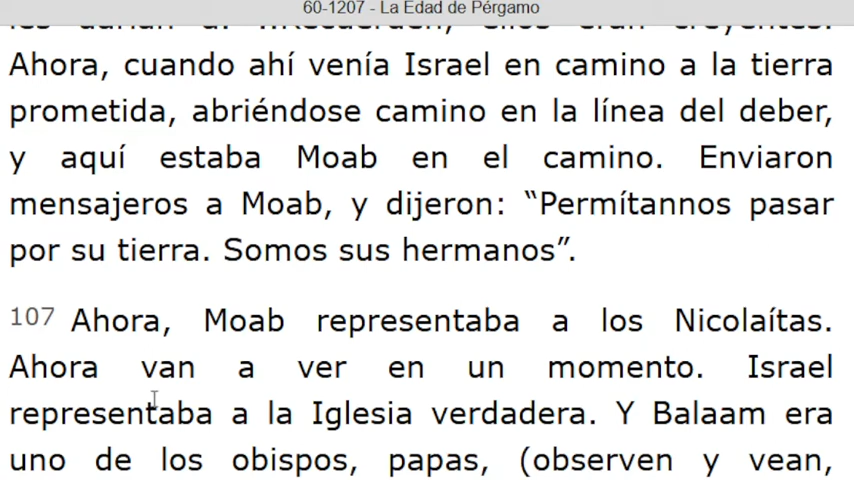 60-1207 - La Edad de Pérgamo
Ahora, cuando ahí venía Israel en camino a la tierra
prometida, abriéndose camino en la línea del deber,
y aquí estaba Moab en el camino. Enviaron
mensajeros a Moab, y dijeron: “Permítannos pasar
por su tierra. Somos sus hermanos”.
107 Ahora, Moab representaba a los Nicolaítas.
Ahora van a ver en un momento. Israel
representaba a la Iglesia verdadera. Y Balaam era
uno de los obispos, papas, (observen y vean,